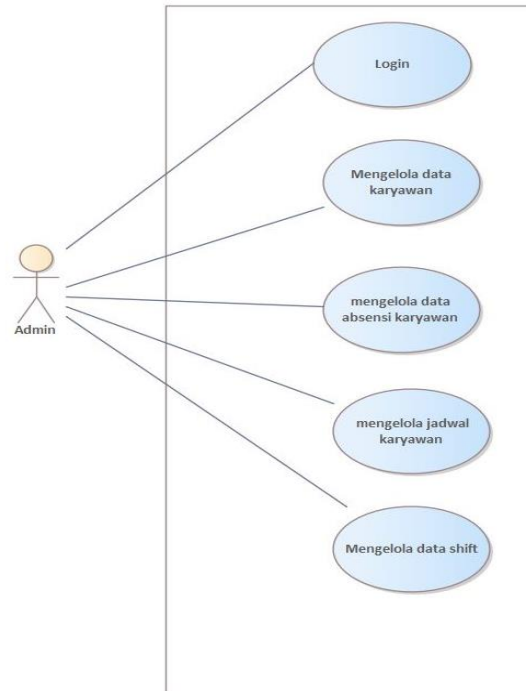 Login
Mengelola data
karyawan
mengelola data
absensi karyawan
Admin
mengelola jadwal
karyawan
Mengelola data shift